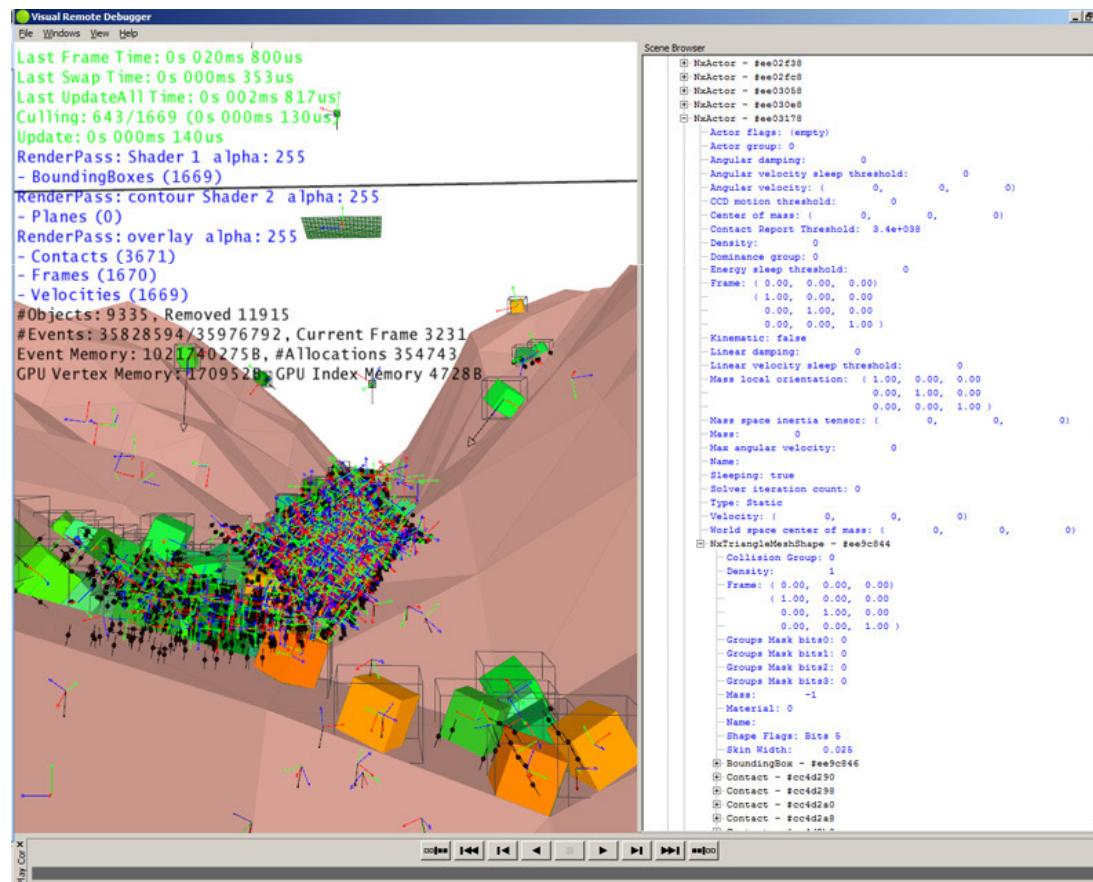 Visual Remote Debugger
File Windows View Help
Last Frame Time: 0s 020ms 800us
Last Swap Time: 0s 000ms 353us
Last UpdateAll Time: 0s 002ms 817us
Culling: 643/1669 (0s 000ms 130us)
Update: 0s 000ms 140us
RenderPass: Shader 1 alpha: 255
- BoundingBoxes (1669)
RenderPass: contour Shader 2 alpha: 255
- Planes (0)
RenderPass: overlay alpha: 255
- Contacts (3671)
- Frames (1670)
- Velocities (1669)
#Objects: 9335, Removed 11915
#Events: 35828594/35976792, Current Frame 3231
Event Memory: 1021740275B, #Allocations 354743
GPU Vertex Memory: 170952B, GPU Index Memory 4728B
Scene Browser
NxActor - #ee02f38
NxActor - #ee02fc8
NxActor - #ee03058
NxActor - #ee030e8
NxActor - #ee03178
Actor flags: (empty)
Actor group: 0
Angular damping: 0
Angular velocity sleep threshold: 0
Angular velocity: ( 0, 0, 0)
CCD motion threshold: 0
Center of mass: ( 0, 0, 0)
Contact Report Threshold: 3.4e+038
Density: 0
Dominance group: 0
Energy sleep threshold: 0
Frame: ( 0.00, 0.00, 0.00)
( 1.00, 0.00, 0.00
0.00, 1.00, 0.00
0.00, 0.00, 1.00 )
Kinematic: false
Linear damping: 0
Linear velocity sleep threshold: 0
Mass local orientation: ( 1.00, 0.00, 0.00
0.00, 1.00, 0.00
0.00, 0.00, 1.00 )
Mass space inertia tensor: ( 0, 0, 0)
Mass: 0
Max angular velocity: 0
Name:
Sleeping: true
Solver iteration count: 0
Type: Static
Velocity: ( 0, 0, 0)
World space center of mass: ( 0, 0, 0)
NxTriangleMeshShape - #ee9c844
Collision Group: 0
Density: 1
Frame: ( 0.00, 0.00, 0.00)
( 1.00, 0.00, 0.00
0.00, 1.00, 0.00
0.00, 0.00, 1.00 )
Groups Mask bits0: 0
Groups Mask bits1: 0
Groups Mask bits2: 0
Groups Mask bits3: 0
Mass: -1
Material: 0
Name:
Shape Flags: Bits 5
Skin Width: 0.025
BoundingBox - #ee9c846
Contact - #cc4d290
Contact - #cc4d298
Contact - #cc4d2a0
Contact - #cc4d2a8